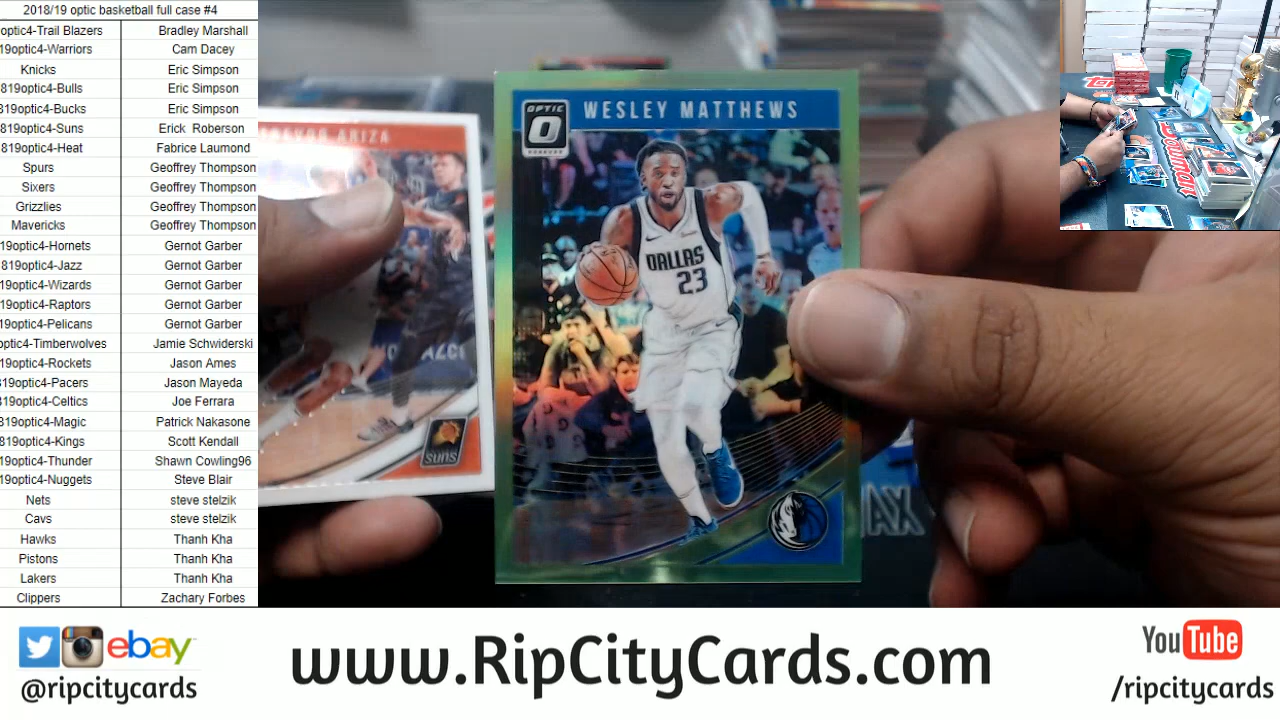 2018/19 optic basketball full case #4
optic4-Trail Blazers Bradley Marshall
19optic4-Warriors Cam Dacey
Knicks Eric Simpson
819optic4-Bulls Eric Simpson
819optic4-Bucks Eric Simpson
819optic4-Suns Erick Roberson
819optic4-Heat Fabrice Laumond
Spurs Geoffrey Thompson
Sixers Geoffrey Thompson
Grizzlies Geoffrey Thompson
Mavericks Geoffrey Thompson
19optic4-Hornets Gernot Garber
819optic4-Jazz Gernot Garber
19optic4-Wizards Gernot Garber
19optic4-Raptors Gernot Garber
19optic4-Pelicans Gernot Garber
optic4-Timberwolves Jamie Schwiderski
19optic4-Rockets Jason Ames
819optic4-Pacers Jason Mayeda
819optic4-Celtics Joe Ferrara
819optic4-Magic Patrick Nakasone
819optic4-Kings Scott Kendall
19optic4-Thunder Shawn Cowling96
19optic4-Nuggets Steve Blair
Nets steve stelzik
Cavs steve stelzik
Hawks Thanh Kha
Pistons Thanh Kha
Lakers Thanh Kha
Clippers Zachary Forbes
TREVOR ARIZA
SUNS
OPTIC
DONRUSS
WESLEY MATTHEWS
DALLAS
23
ebay
@ripcitycards
www.RipCityCards.com
YouTube
/ripcitycards